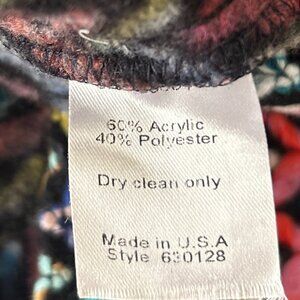 60% Acrylic
40% Polyester
Dry clean only
Made in U.S.A
Style 630128